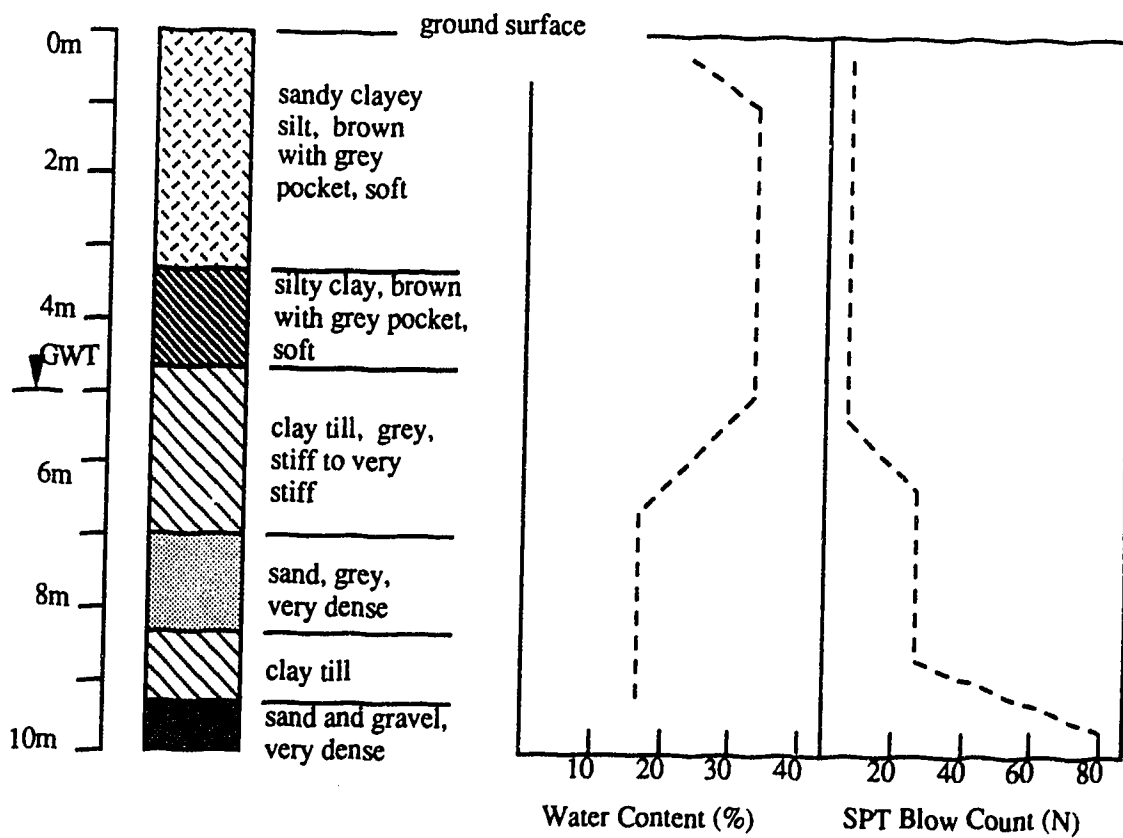 ground surface
0m
2m
4m
GWT
6m
8m
10m
sandy clayey
silt, brown
with grey
pocket, soft
silty clay, brown
with grey pocket,
soft
clay till, grey,
stiff to very
stiff
sand, grey,
very dense
clay till
sand and gravel,
very dense
10 20 30 40
Water Content (%)
20 40 60 80
SPT Blow Count (N)